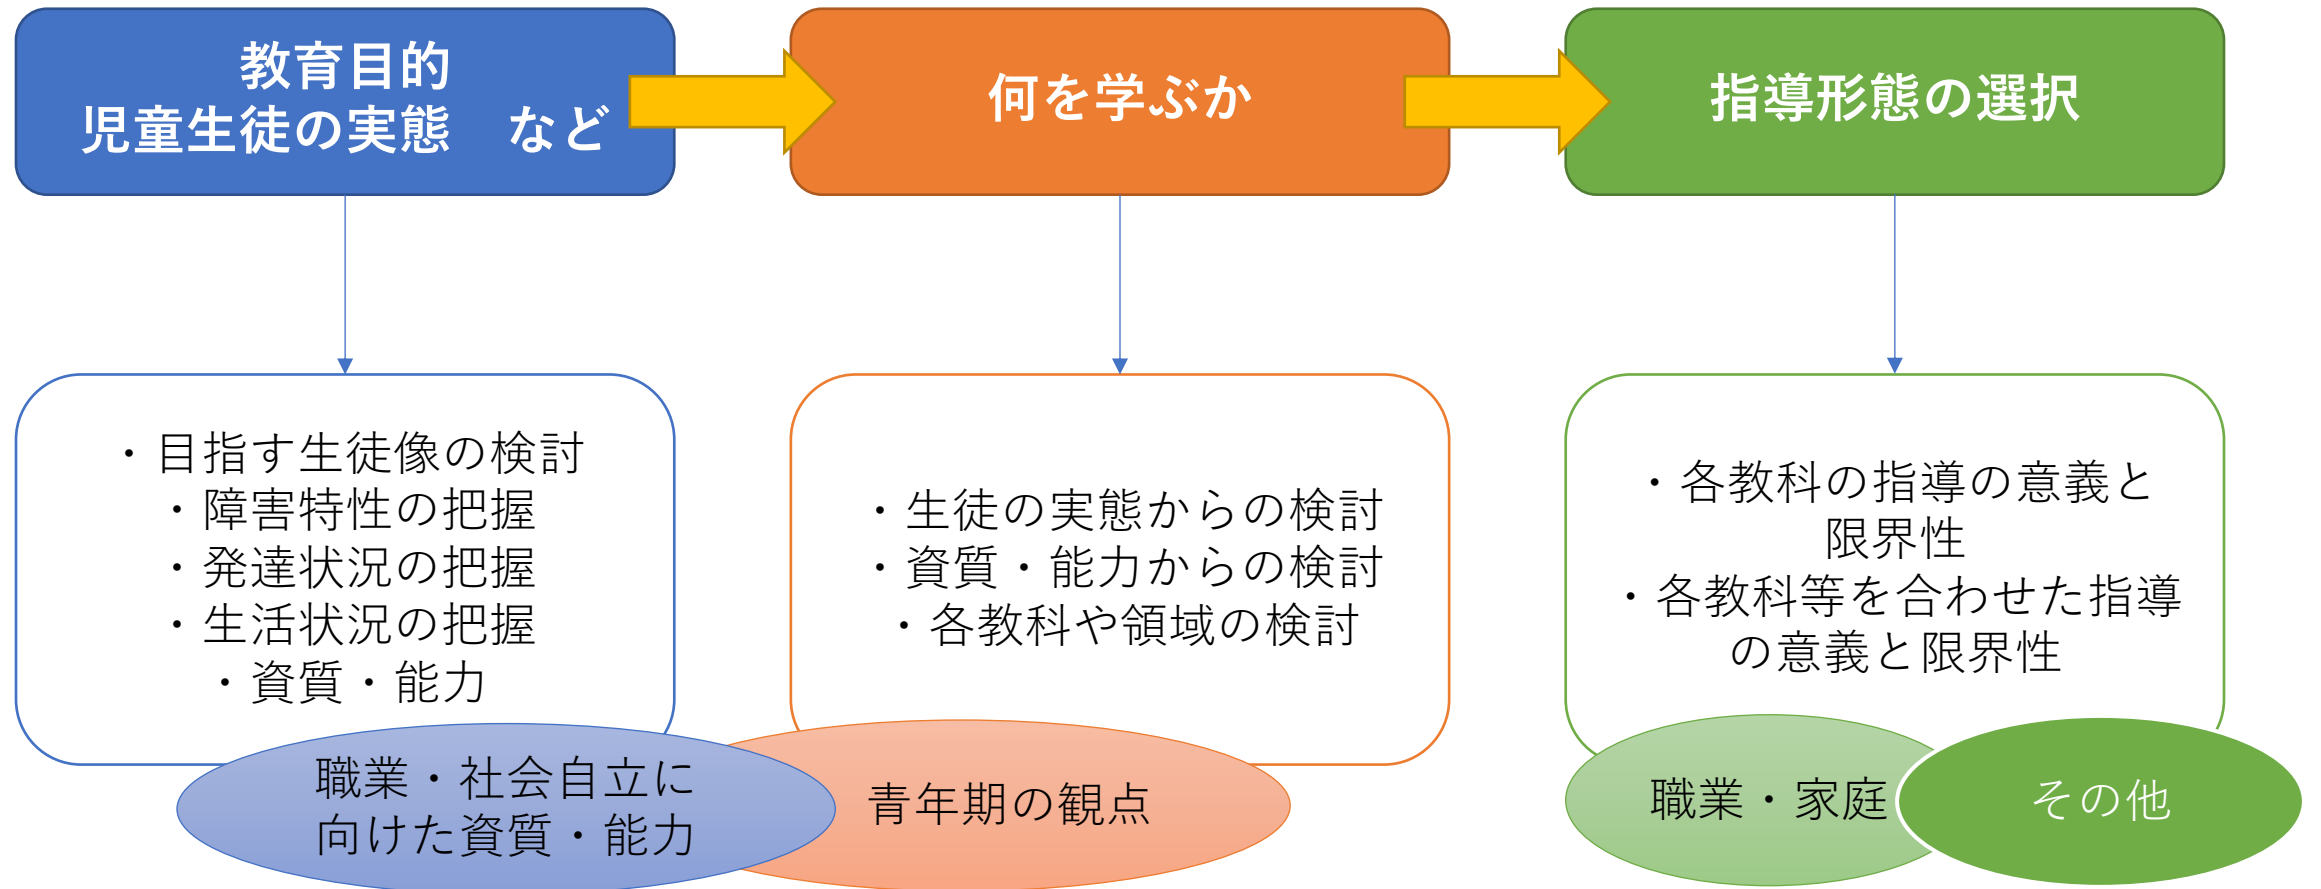 教育目的
児童生徒の実態　など
何を学ぶか
指導形態の選択
・目指す生徒像の検討
・障害特性の把握
・発達状況の把握
・生活状況の把握
・資質・能力
・生徒の実態からの検討
・資質・能力からの検討
・各教科や領域の検討
・各教科の指導の意義と
限界性
・各教科等を合わせた指導
の意義と限界性
職業・社会自立に
向けた資質・能力
青年期の観点
職業・家庭
その他